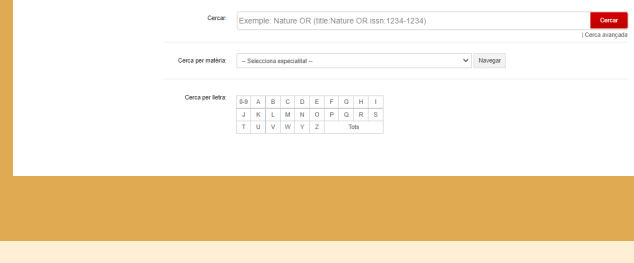 Cercar: Exemple: Nature OR (title:Nature OR issn:1234-1234) Cercar
| Cerca avançada
Cerca per matèria: -- Selecciona especialitat -- Navegar
Cerca per lletra: 0-9 A B C D E F G H I
J K L M N O P Q R S
T U V W Y Z Tots